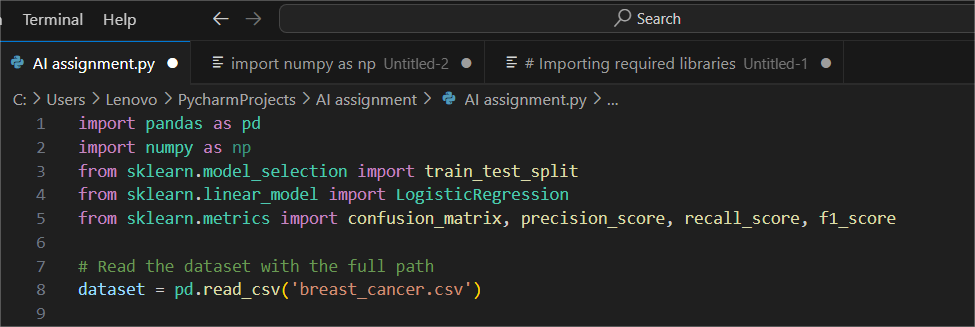 Terminal Help Search
AI assignment.py import numpy as np Untitled-2 # Importing required libraries Untitled-1
C: > Users > Lenovo > PycharmProjects > AI assignment > AI assignment.py > ...
1 import pandas as pd
2 import numpy as np
3 from sklearn.model_selection import train_test_split
4 from sklearn.linear_model import LogisticRegression
5 from sklearn.metrics import confusion_matrix, precision_score, recall_score, f1_score
6
7 # Read the dataset with the full path
8 dataset = pd.read_csv('breast_cancer.csv')
9